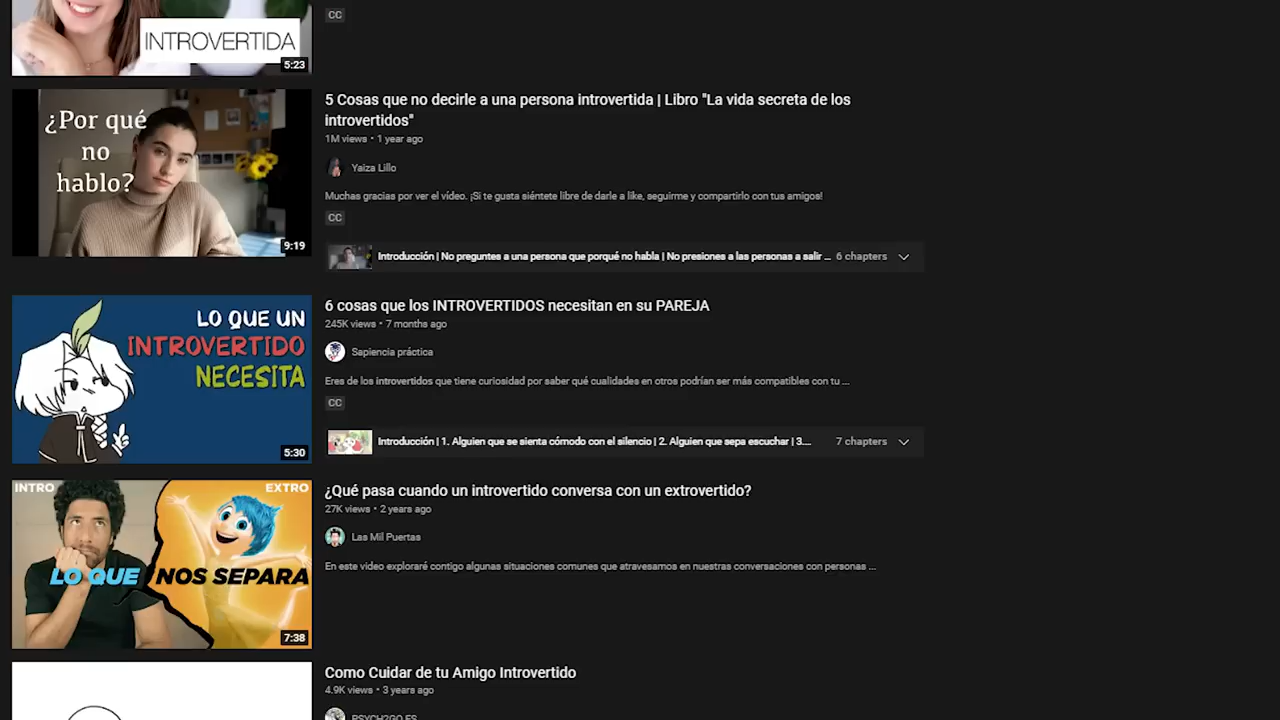 INTROVERTIDA
5:23
CC
¿Por qué
no
hablo?
9:19
5 Cosas que no decirle a una persona introvertida | Libro "La vida secreta de los
introvertidos"
1M views • 1 year ago
Yaiza Lillo
Muchas gracias por ver el vídeo. ¡Si te gusta siéntete libre de darle a like, seguirme y compartirlo con tus amigos!
CC
Introducción | No preguntes a una persona que porqué no habla | No presiones a las personas a salir ... 6 chapters
LO QUE UN
INTROVERTIDO
NECESITA
5:30
6 cosas que los INTROVERTIDOS necesitan en su PAREJA
245K views • 7 months ago
Sapiencia práctica
Eres de los introvertidos que tiene curiosidad por saber qué cualidades en otros podrían ser más compatibles con tu ...
CC
Introducción | 1. Alguien que se sienta cómodo con el silencio | 2. Alguien que sepa escuchar | 3.... 7 chapters
INTRO EXTRO
LO QUE NOS SEPARA
7:38
¿Qué pasa cuando un introvertido conversa con un extrovertido?
27K views • 2 years ago
Las Mil Puertas
En este video exploraré contigo algunas situaciones comunes que atravesamos en nuestras conversaciones con personas ...
Como Cuidar de tu Amigo Introvertido
4.9K views • 3 years ago
PSYCH2GO ES